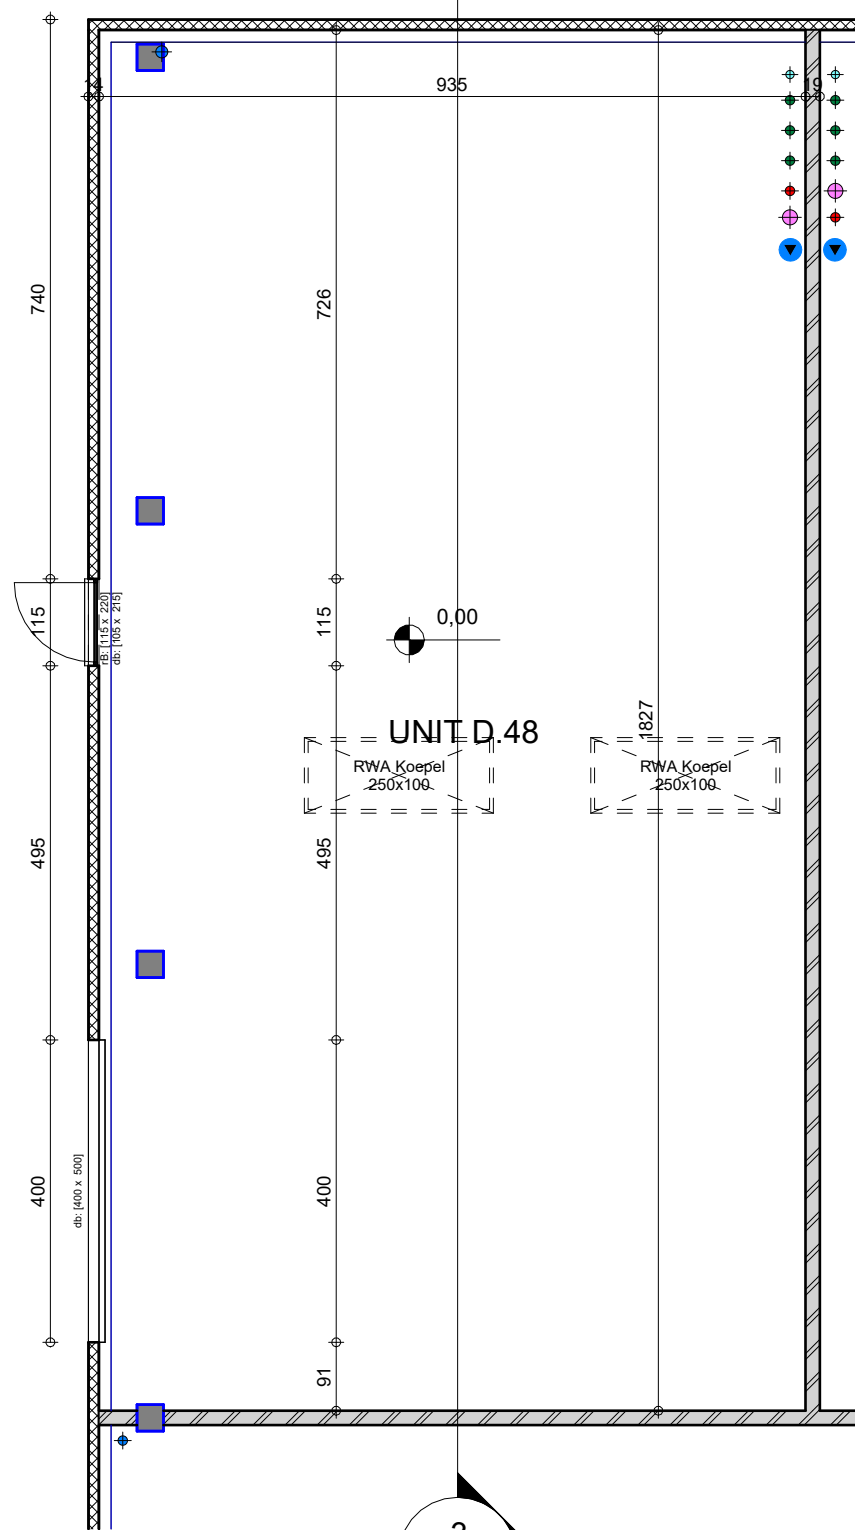 14
935
19
740
726
115
rB: [115 x 220]
db: [105 x 215]
115
0,00
UNIT D.48
1827
RWA Koepel
250x100
RWA Koepel
250x100
495
495
400
db: [400 x 500]
400
91